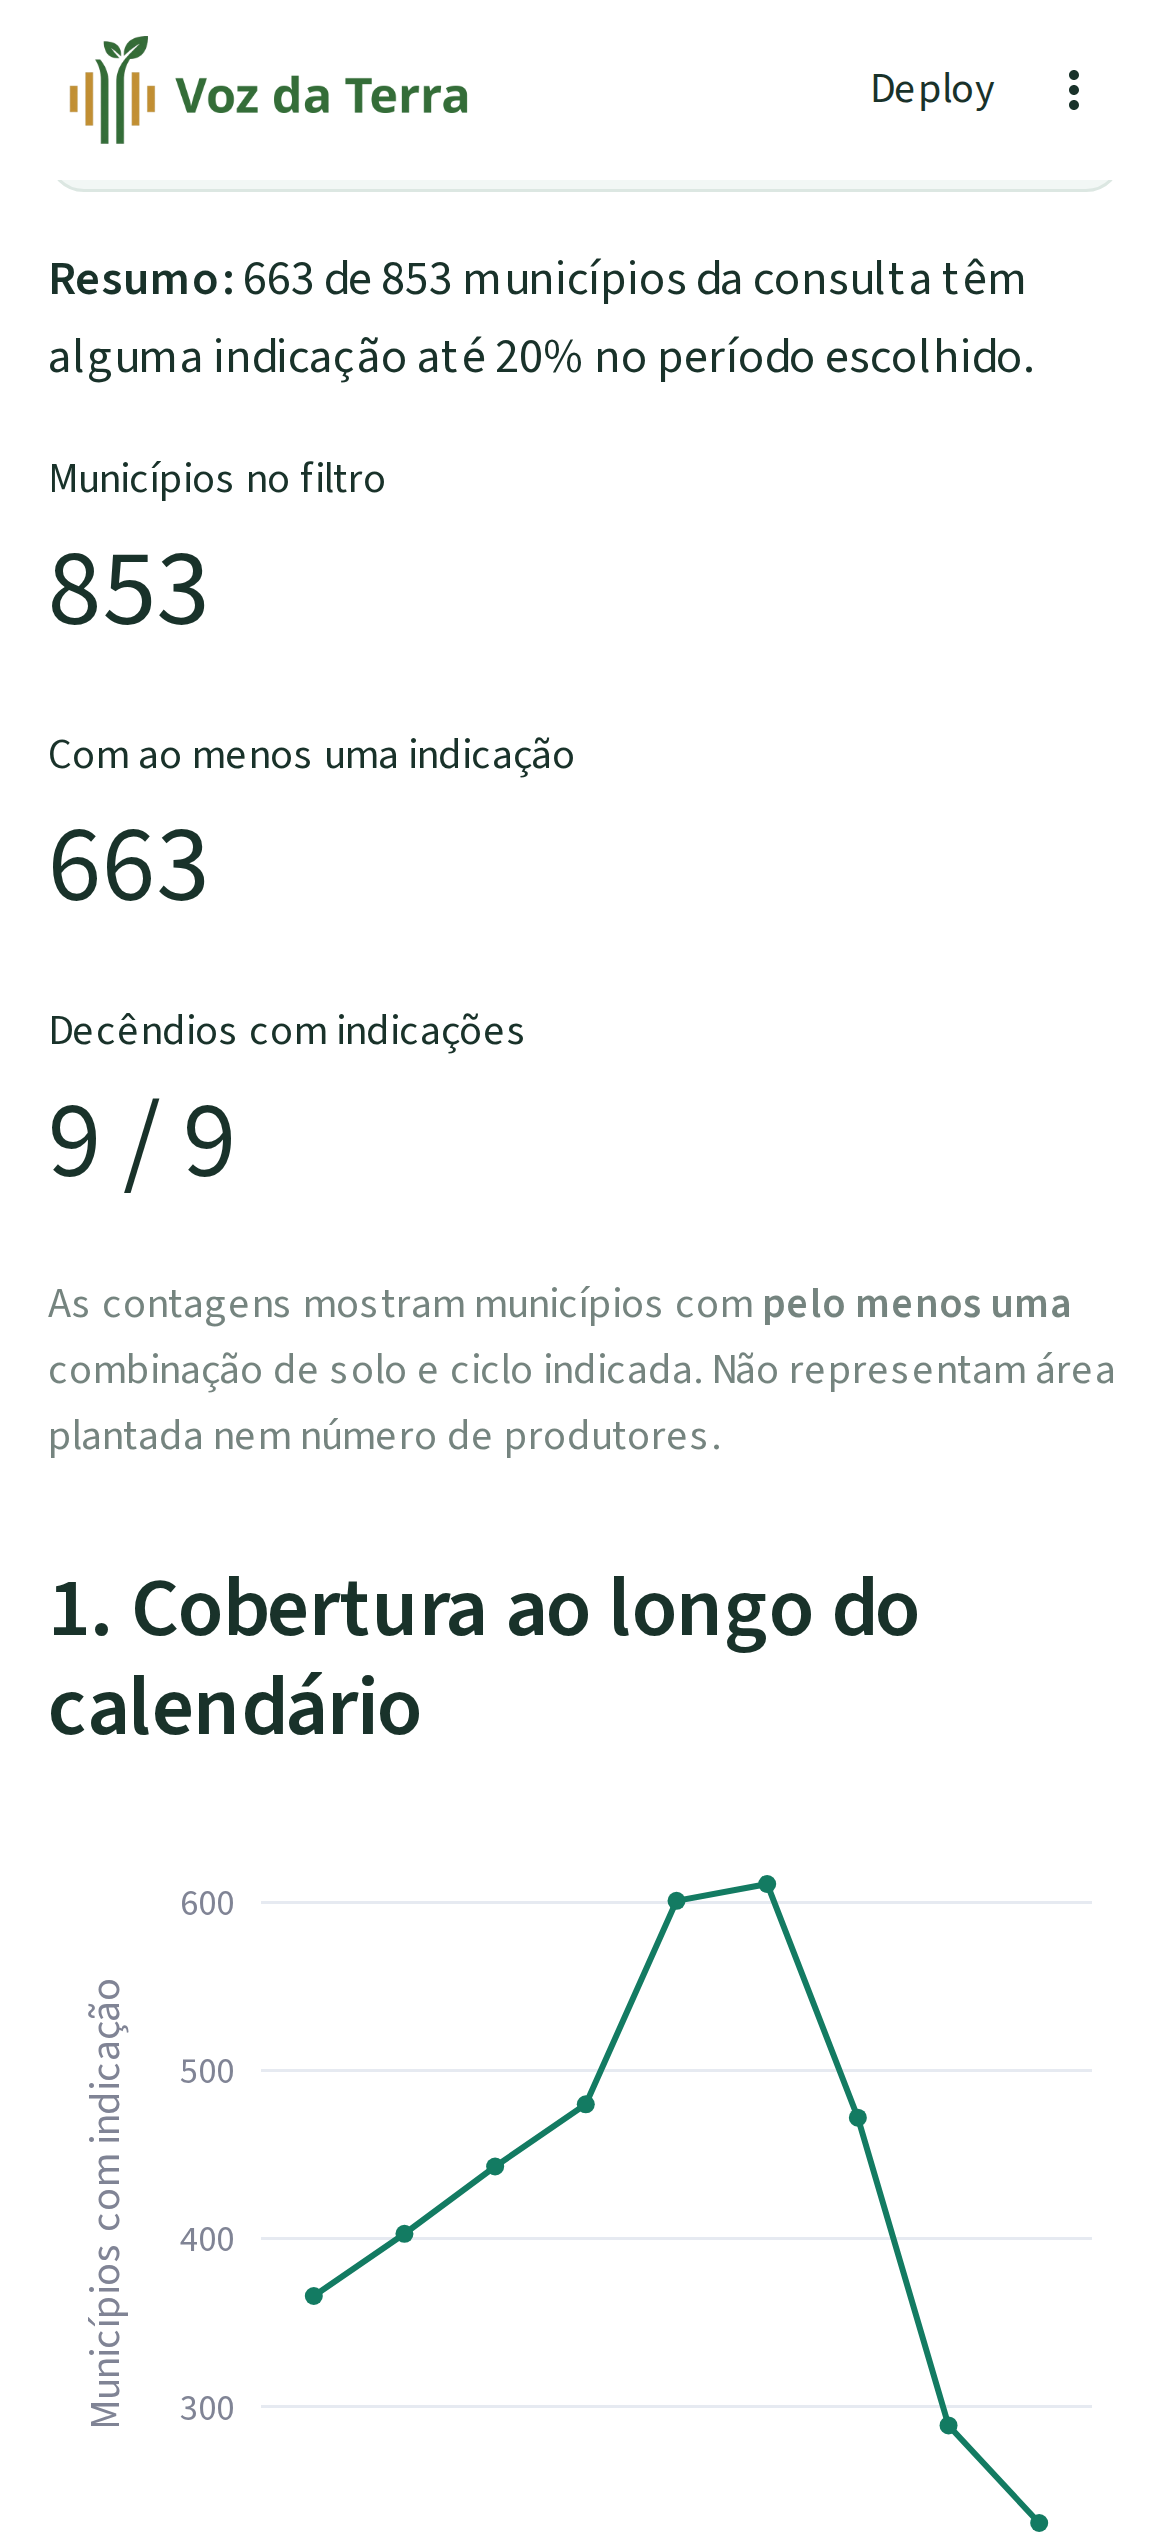 Voz da Terra
Deploy
Resumo: 663 de 853 municípios da consulta têm
alguma indicação até 20% no período escolhido.
Municípios no filtro
853
Com ao menos uma indicação
663
Decêndios com indicações
9 / 9
As contagens mostram municípios com pelo menos uma
combinação de solo e ciclo indicada. Não representam área
plantada nem número de produtores.
1. Cobertura ao longo do
calendário
Municípios com indicação
600
500
400
300